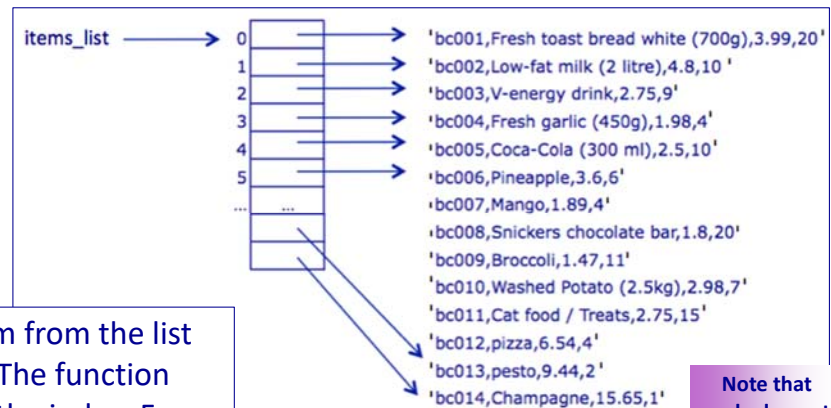 items_list
0
1
2
3
4
5
... ...
'bc001,Fresh toast bread white (700g),3.99,20'
'bc002,Low-fat milk (2 litre),4.8,10 '
'bc003,V-energy drink,2.75,9'
'bc004,Fresh garlic (450g),1.98,4'
'bc005,Coca-Cola (300 ml),2.5,10'
'bc006,Pineapple,3.6,6'
'bc007,Mango,1.89,4'
'bc008,Snickers chocolate bar,1.8,20'
'bc009,Broccoli,1.47,11'
'bc010,Washed Potato (2.5kg),2.98,7'
'bc011,Cat food / Treats,2.75,15'
'bc012,pizza,6.54,4'
'bc013,pesto,9.44,2'
'bc014,Champagne,15.65,1'
from the list
The function
Note that